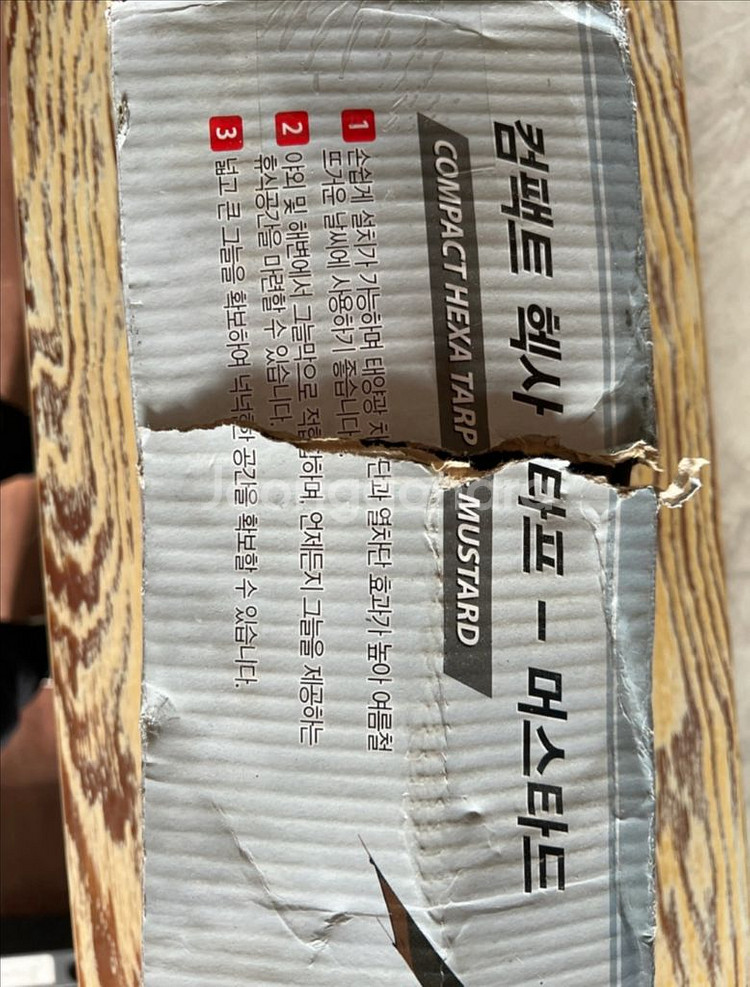 컴팩트 헥사 타프 - 머스타드
COMPACT HEXA TARP MUSTARD
1 손쉽게 설치가 가능하며 태양광 차단과 열차단 효과가 높아 여름철
뜨거운 날씨에 사용하기 좋습니다.
2 야외 및 해변에서 그늘막으로 적합하며, 언제든지 그늘을 제공하는
휴식공간을 마련할 수 있습니다.
3 넓고 큰 그늘을 확보하여 넉넉한 공간을 확보할 수 있습니다.